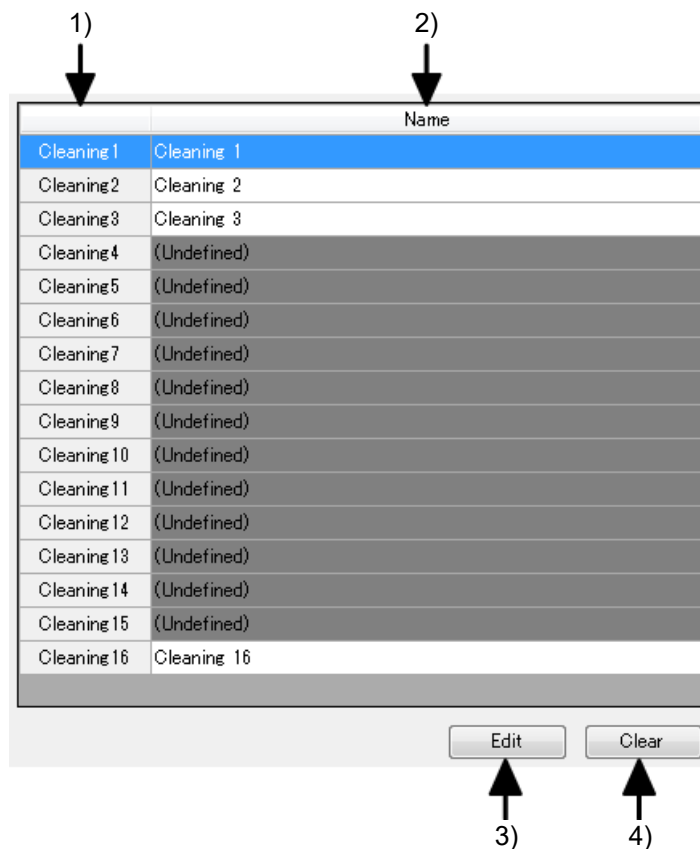 1) 2)
Name
Cleaning1 Cleaning 1
Cleaning2 Cleaning 2
Cleaning3 Cleaning 3
Cleaning4 (Undefined)
Cleaning5 (Undefined)
Cleaning6 (Undefined)
Cleaning7 (Undefined)
Cleaning8 (Undefined)
Cleaning9 (Undefined)
Cleaning10 (Undefined)
Cleaning11 (Undefined)
Cleaning12 (Undefined)
Cleaning13 (Undefined)
Cleaning14 (Undefined)
Cleaning15 (Undefined)
Cleaning16 Cleaning 16
Edit Clear
3) 4)